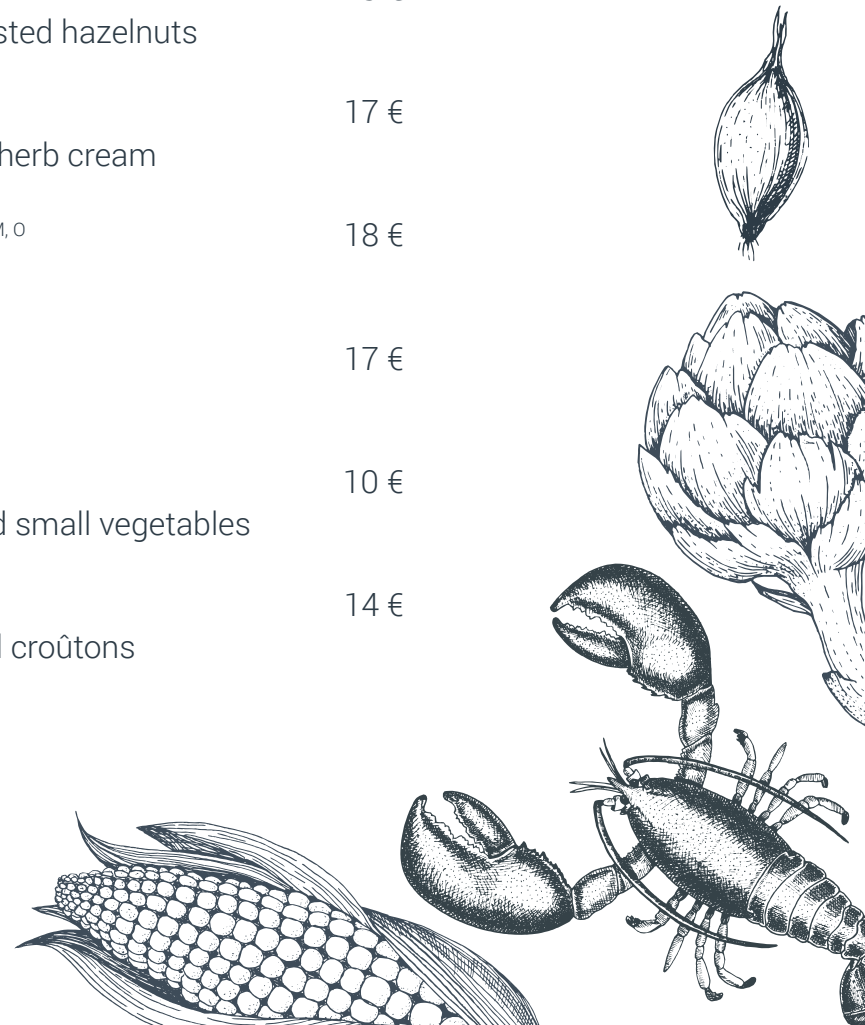 sted hazelnuts
17 €
herb cream
M, O
18 €
17 €
10 €
small vegetables
14 €
croûtons